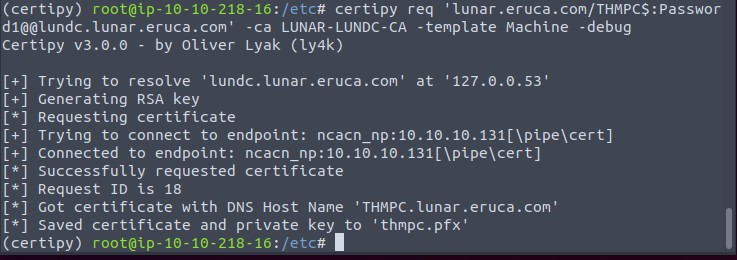 (certipy) root@ip-10-10-218-16:/etc# certipy req 'lunar.eruca.com/THMPC$:Passwor
d1@@lundc.lunar.eruca.com' -ca LUNAR-LUNDC-CA -template Machine -debug
Certipy v3.0.0 - by Oliver Lyak (ly4k)
[+] Trying to resolve 'lundc.lunar.eruca.com' at '127.0.0.53'
[+] Generating RSA key
[*] Requesting certificate
[+] Trying to connect to endpoint: ncacn_np:10.10.10.131[\pipe\cert]
[+] Connected to endpoint: ncacn_np:10.10.10.131[\pipe\cert]
[*] Successfully requested certificate
[*] Request ID is 18
[*] Got certificate with DNS Host Name 'THMPC.lunar.eruca.com'
[*] Saved certificate and private key to 'thmpc.pfx'
(certipy) root@ip-10-10-218-16:/etc#